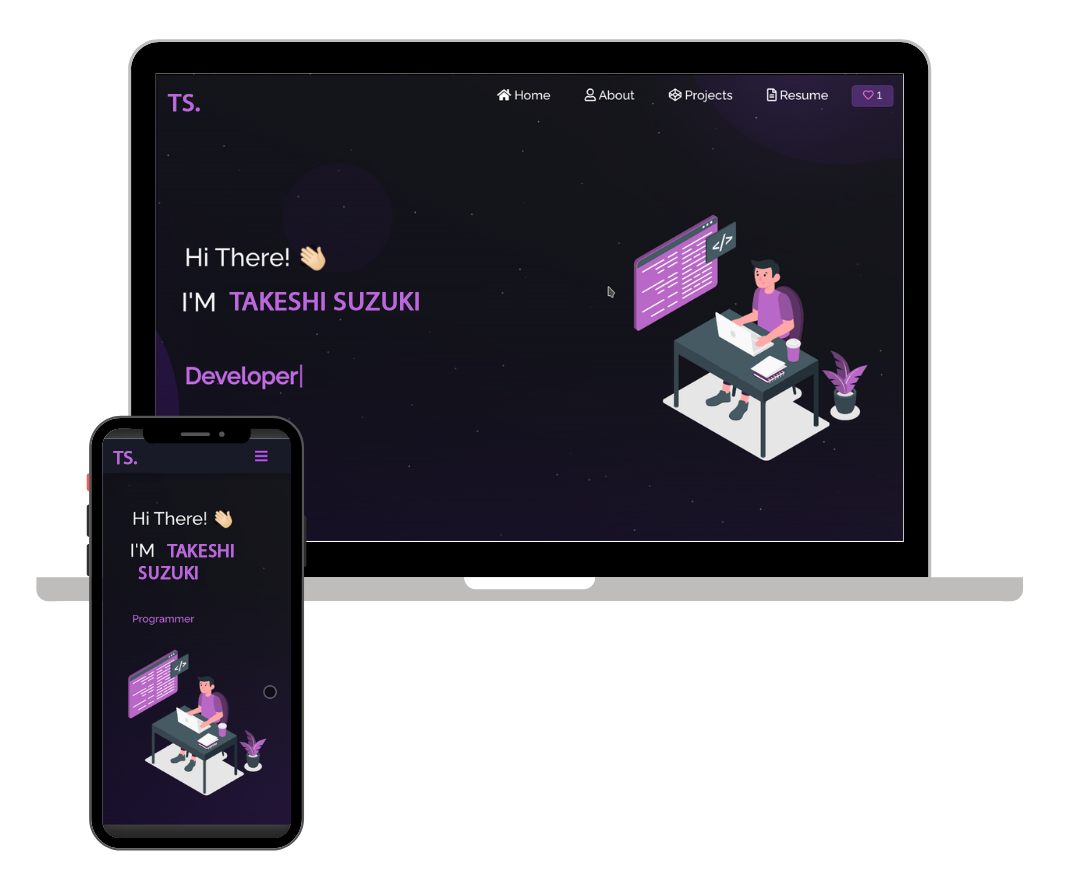 TS.
Home About Projects Resume 1
Hi There! 👋🏻
I'M TAKESHI SUZUKI
Developer|
</>
TS.
Hi There! 👋🏻
I'M TAKESHI
SUZUKI
Programmer
</>